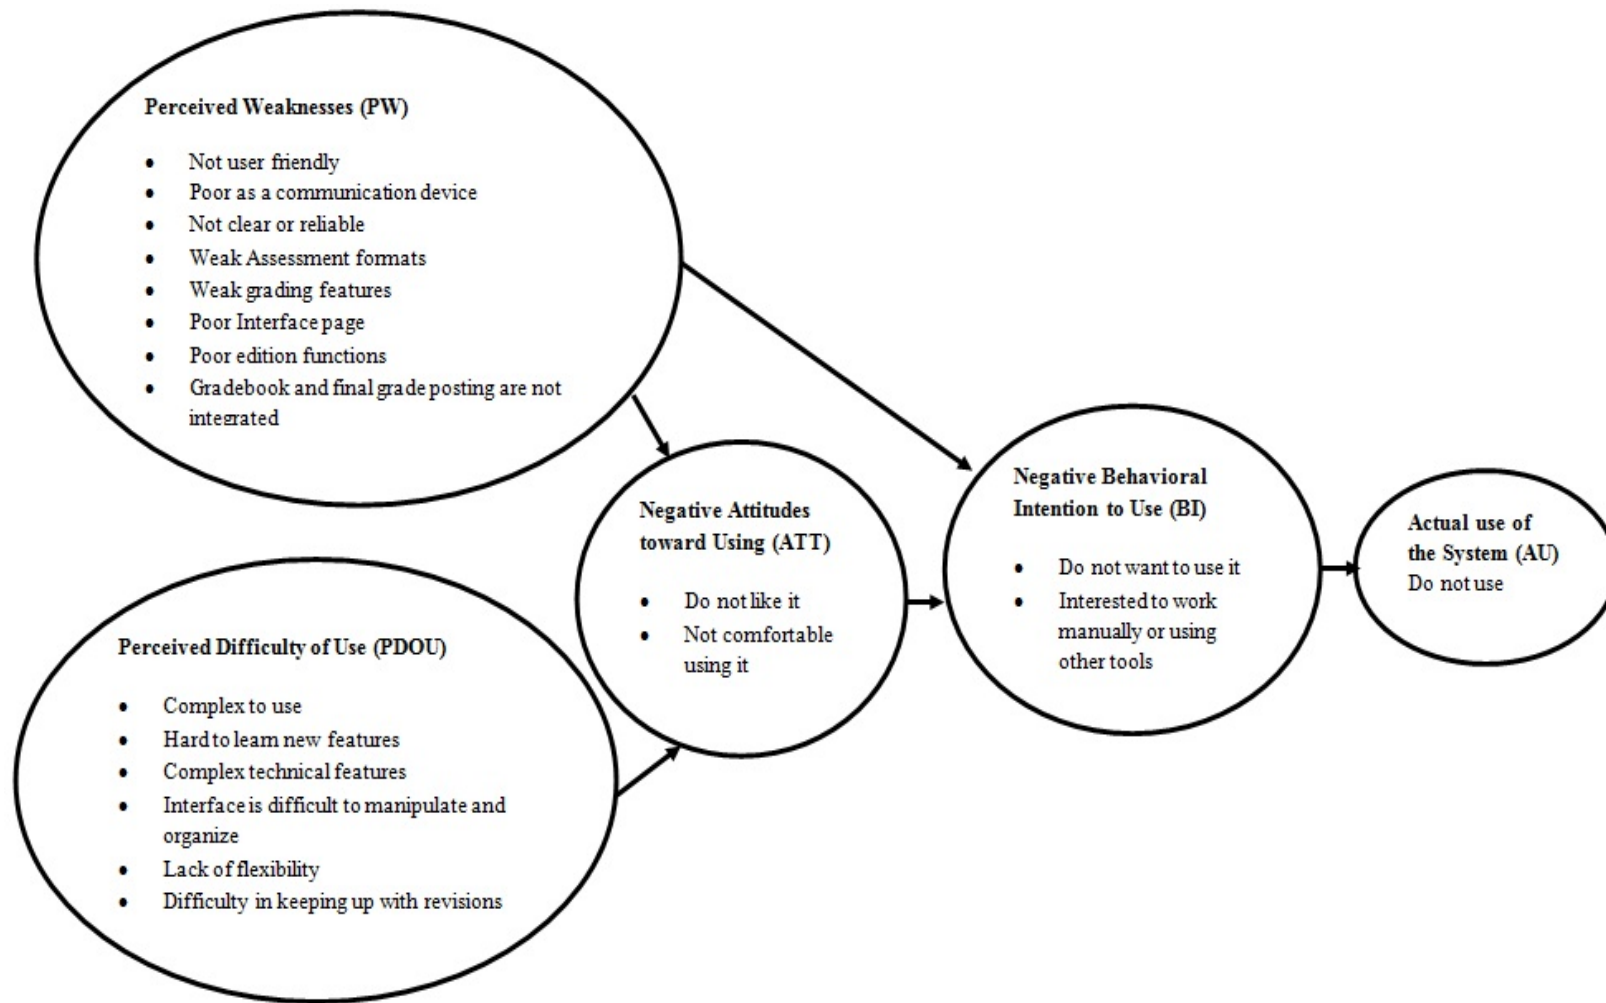 Perceived Weaknesses (PW)
• Not user friendly
• Poor as a communication device
• Not clear or reliable
• Weak Assessment formats
• Weak grading features
• Poor Interface page
• Poor edition functions
• Gradebook and final grade posting are not
integrated
Perceived Difficulty of Use (PDOU)
• Complex to use
• Hard to learn new features
• Complex technical features
• Interface is difficult to manipulate and
organize
• Lack of flexibility
• Difficulty in keeping up with revisions
Negative Attitudes
toward Using (ATT)
• Do not like it
• Not comfortable
using it
Negative Behavioral
Intention to Use (BI)
• Do not want to use it
• Interested to work
manually or using
other tools
Actual use of
the System (AU)
Do not use